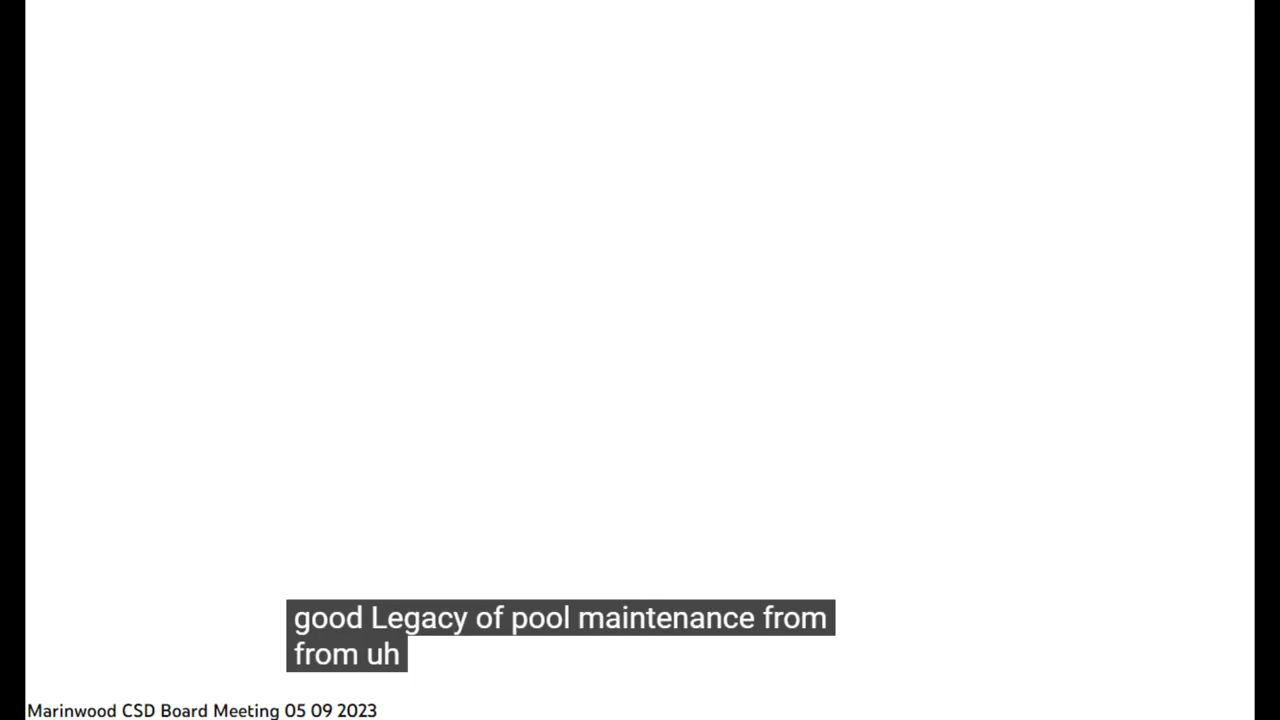 good Legacy of pool maintenance from
from uh
Marinwood CSD Board Meeting 05 09 2023